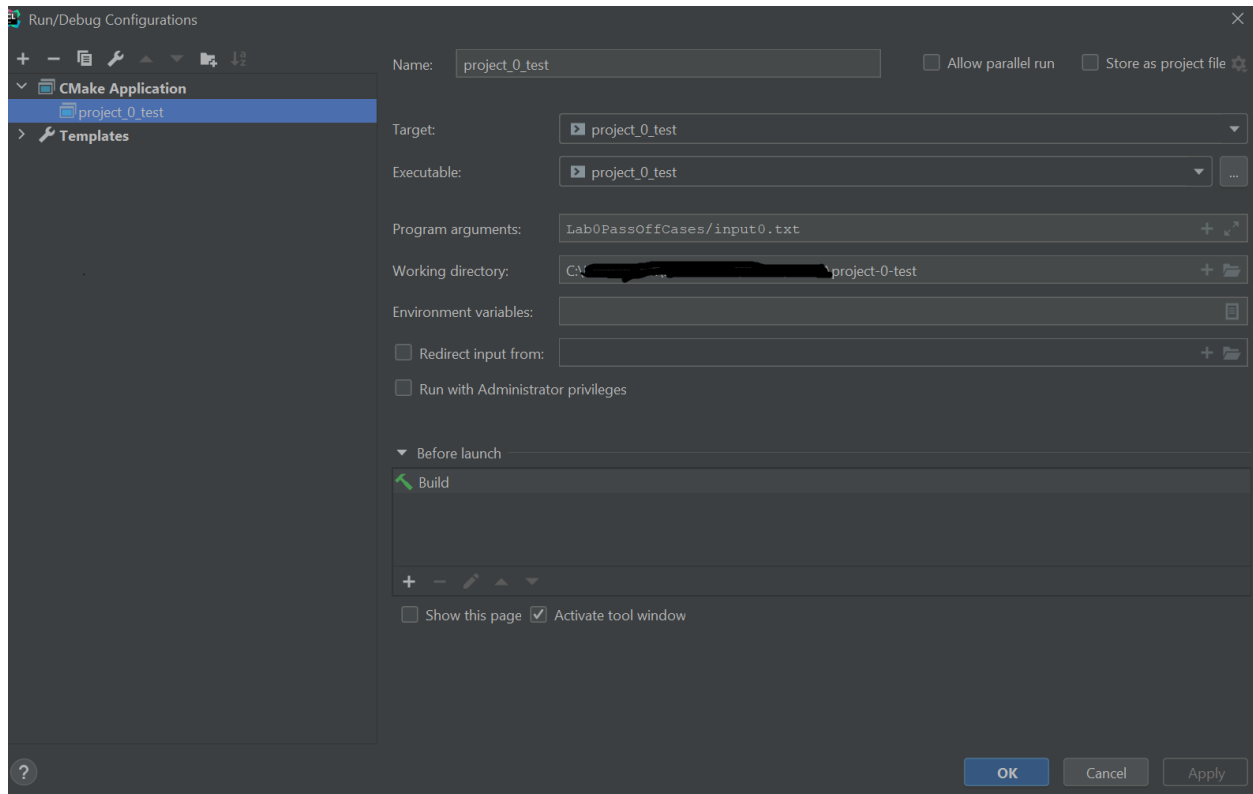 Run/Debug Configurations
Name: project_0_test Allow parallel run Store as project file
CMake Application
project_0_test
Templates
Target: project_0_test
Executable: project_0_test ...
Program arguments: Lab0PassOffCases/input0.txt
Working directory: C:\ \project-0-test
Environment variables:
Redirect input from:
Run with Administrator privileges
Before launch
Build
Show this page Activate tool window
? OK Cancel Apply